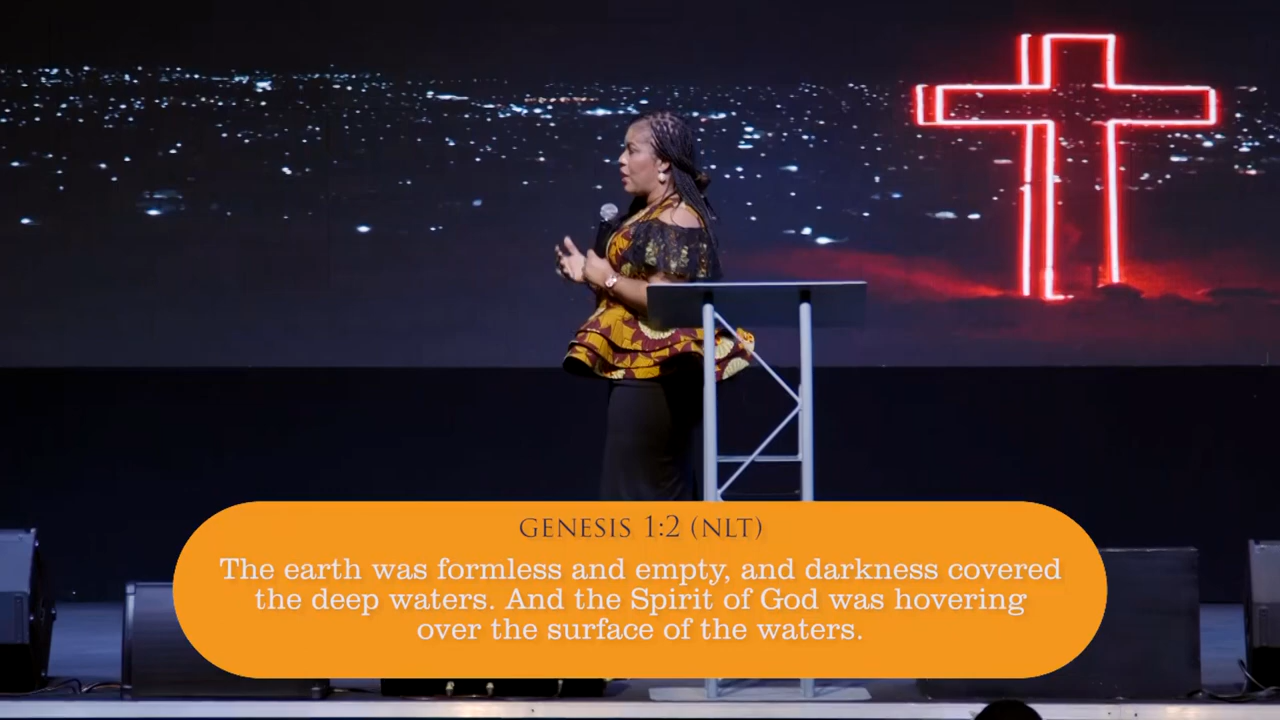 GENESIS 1:2 (NLT)
The earth was formless and empty, and darkness covered
the deep waters. And the Spirit of God was hovering
over the surface of the waters.